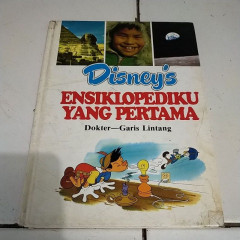 Disney's
ENSIKLOPEDIKU
YANG PERTAMA
Dokter—Garis Lintang